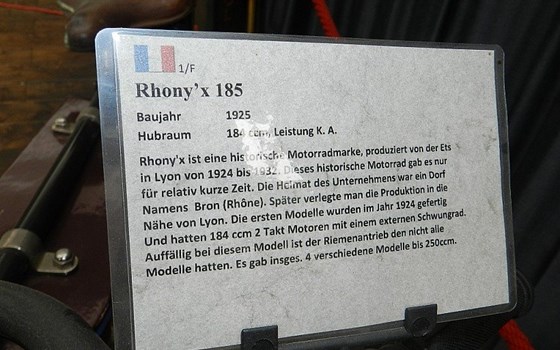 1/F
Rhony'x 185
Baujahr 1925
Hubraum 184 ccm, Leistung K. A.
Rhony'x ist eine historische Motorradmarke, produziert von der Ets
in Lyon von 1924 bis 1932. Dieses historische Motorrad gab es nur
für relativ kurze Zeit. Die Heimat des Unternehmens war ein Dorf
Namens Bron (Rhône). Später verlegte man die Produktion in die
Nähe von Lyon. Die ersten Modelle wurden im Jahr 1924 gefertig
Und hatten 184 ccm 2 Takt Motoren mit einem externen Schwungrad.
Auffällig bei diesem Modell ist der Riemenantrieb den nicht alle
Modelle hatten. Es gab insges. 4 verschiedene Modelle bis 250ccm.